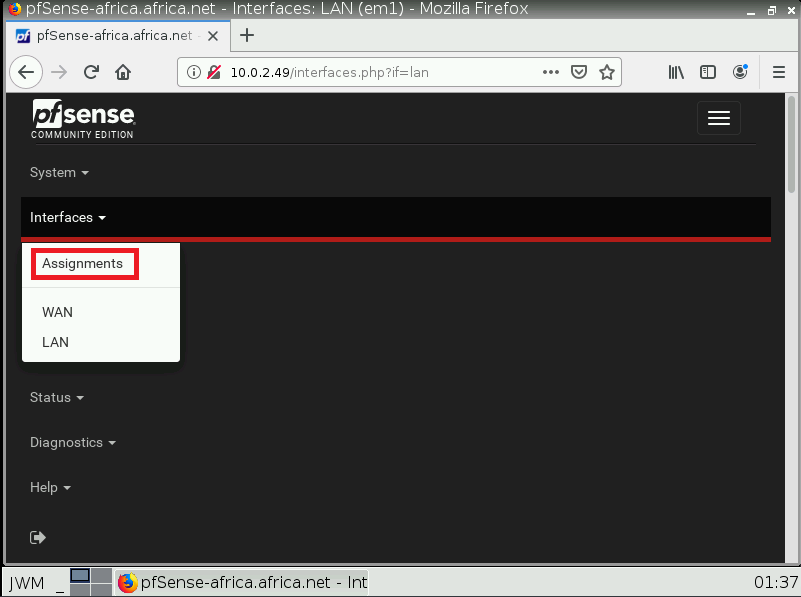 pfSense-africa.africa.net - Interfaces: LAN (em1) - Mozilla Firefox
pfSense-africa.africa.net -
10.0.2.49/interfaces.php?if=lan
pfsense
COMMUNITY EDITION
System
Interfaces
Assignments
WAN
LAN
Status
Diagnostics
Help
JWM _ pfSense-africa.africa.net - Int 01:37